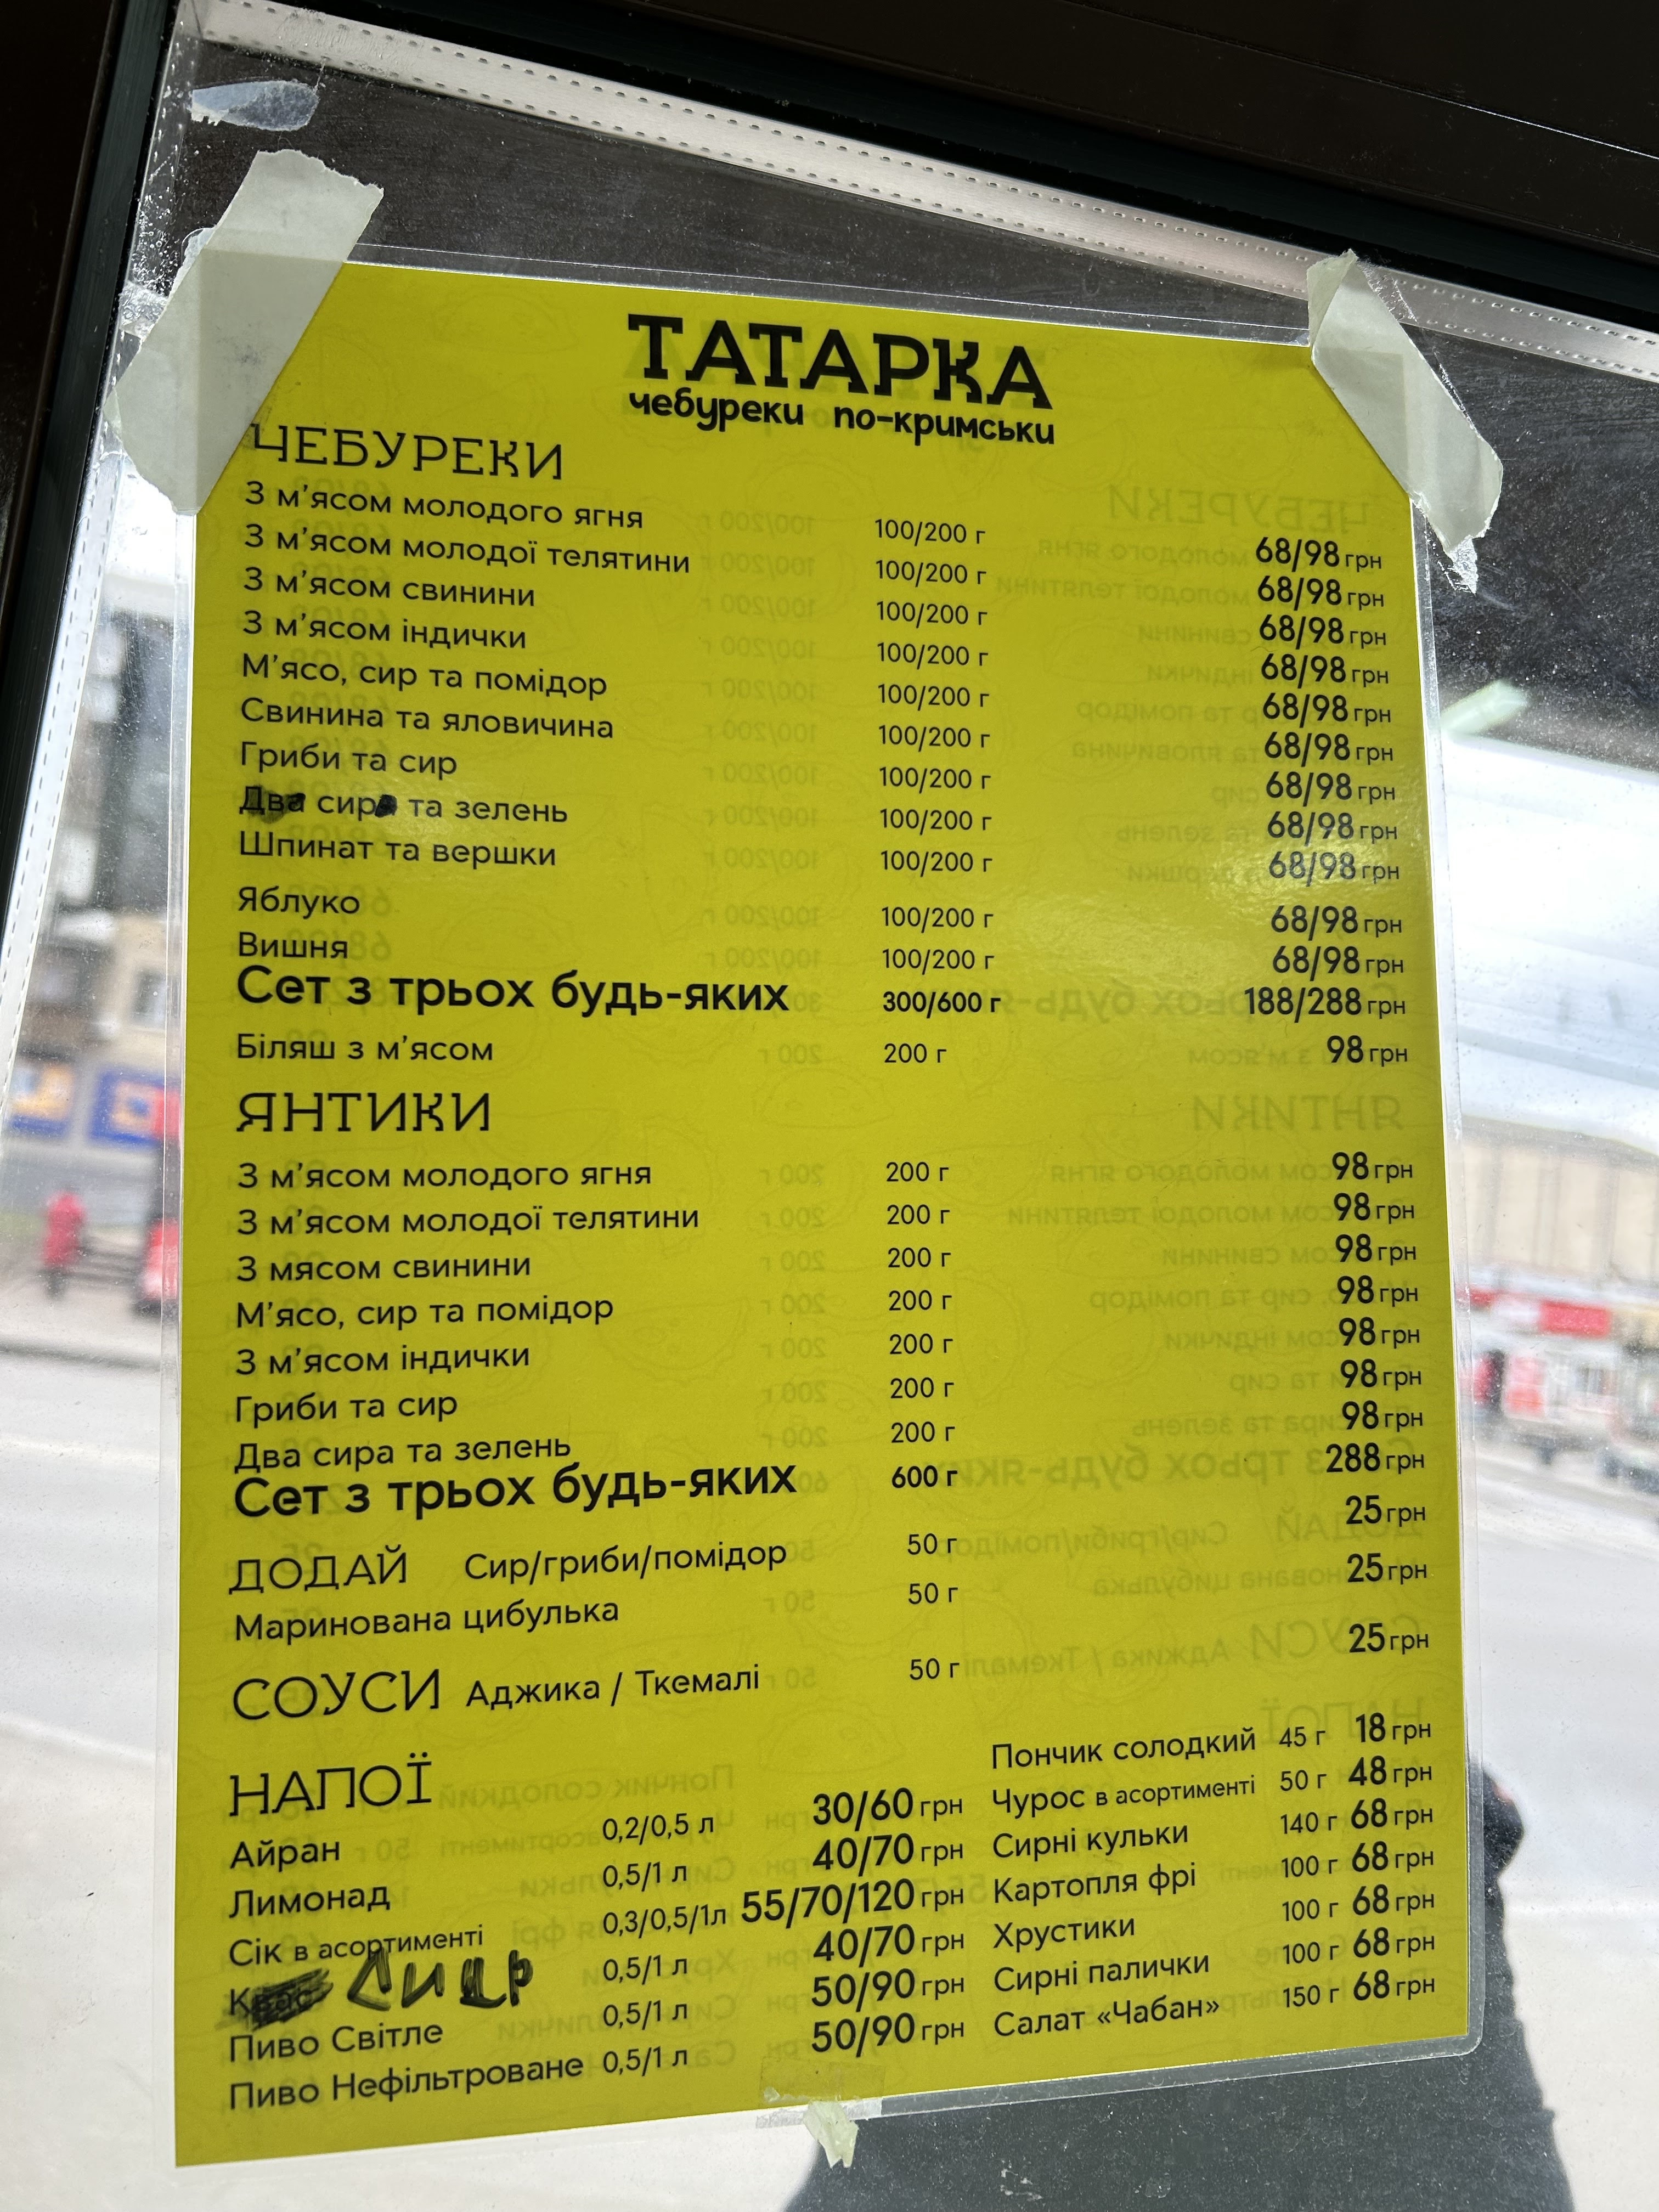 ТАТАРКА
чебуреки по-кримськи
ЧЕБУРЕКИ
З м'ясом молодого ягня 100/200 г 68/98 грн
З м'ясом молодої телятини 100/200 г 68/98 грн
З м'ясом свинини 100/200 г 68/98 грн
З м'ясом індички 100/200 г 68/98 грн
М'ясо, сир та помідор 100/200 г 68/98 грн
Свинина та яловичина 100/200 г 68/98 грн
Гриби та сир 100/200 г 68/98 грн
Два сира та зелень 100/200 г 68/98 грн
Шпинат та вершки 100/200 г 68/98 грн
Яблуко 100/200 г 68/98 грн
Вишня 100/200 г 68/98 грн
Сет з трьох будь-яких 300/600 г 188/288 грн
Біляш з м'ясом 200 г 98 грн
ЯНТИКИ
З м'ясом молодого ягня 200 г 98 грн
З м'ясом молодої телятини 200 г 98 грн
З мясом свинини 200 г 98 грн
М'ясо, сир та помідор 200 г 98 грн
З м'ясом індички 200 г 98 грн
Гриби та сир 200 г 98 грн
Два сира та зелень 200 г 98 грн
Сет з трьох будь-яких 600 г 288 грн
ДОДАЙ Сир/гриби/помідор 50 г 25 грн
Маринована цибулька 50 г 25 грн
СОУСИ Аджика / Ткемалі 50 г 25 грн
НАПОЇ
Айран 0,2/0,5 л 30/60 грн
Лимонад 0,5/1 л 40/70 грн
Сік в асортименті 0,3/0,5/1л 55/70/120 грн
Квас Сидр 0,5/1 л 40/70 грн
Пиво Світле 0,5/1 л 50/90 грн
Пиво Нефільтроване 0,5/1 л 50/90 грн
Пончик солодкий 45 г 18 грн
Чурос в асортименті 50 г 48 грн
Сирні кульки 140 г 68 грн
Картопля фрі 100 г 68 грн
Хрустики 100 г 68 грн
Сирні палички 100 г 68 грн
Салат «Чабан» 150 г 68 грн